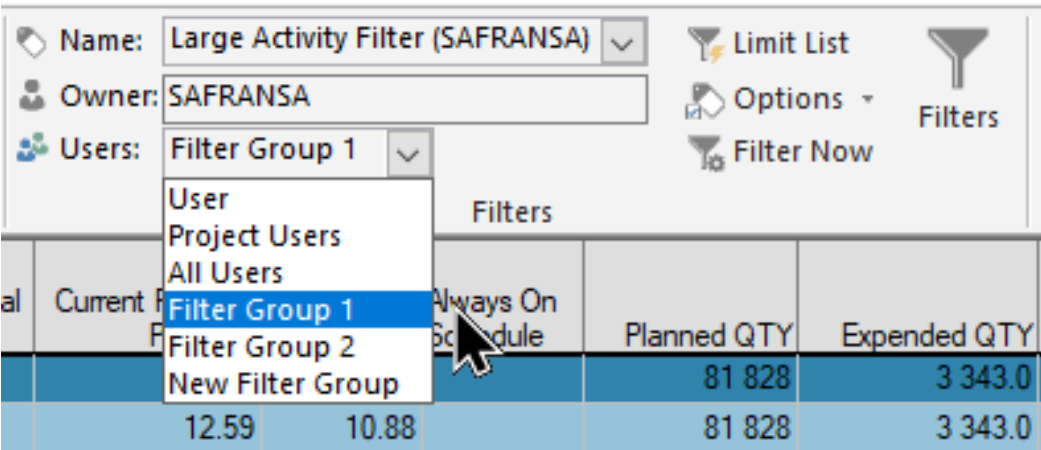 Name: Large Activity Filter (SAFRANSA) Limit List
Owner: SAFRANSA Options Filters
Users: Filter Group 1 Filter Now
User
Filters
Project Users
All Users
Filter Group 1
Filter Group 2
New Filter Group
al Current Always On
Planned QTY Expended QTY
81 828 3 343.0
12.59 10.88 81 828 3 343.0